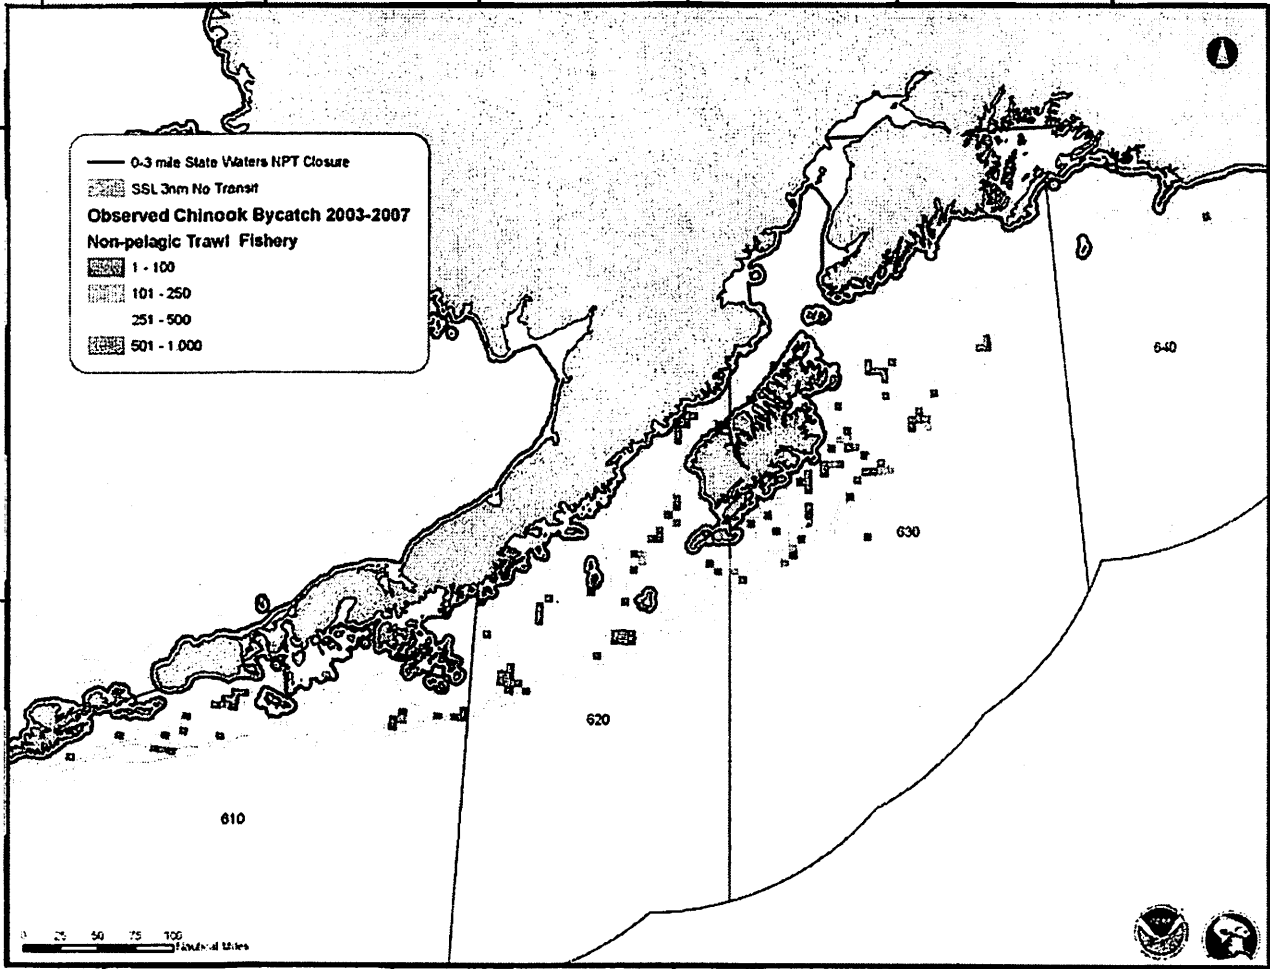 0-3 mile State Waters NPT Closure
SSL 3nm No Transit
Observed Chinook Bycatch 2003-2007
Non-pelagic Trawl Fishery
1 - 100
101 - 250
251 - 500
501 - 1.000
640
630
620
610
0 25 50 75 100
Nautical Miles